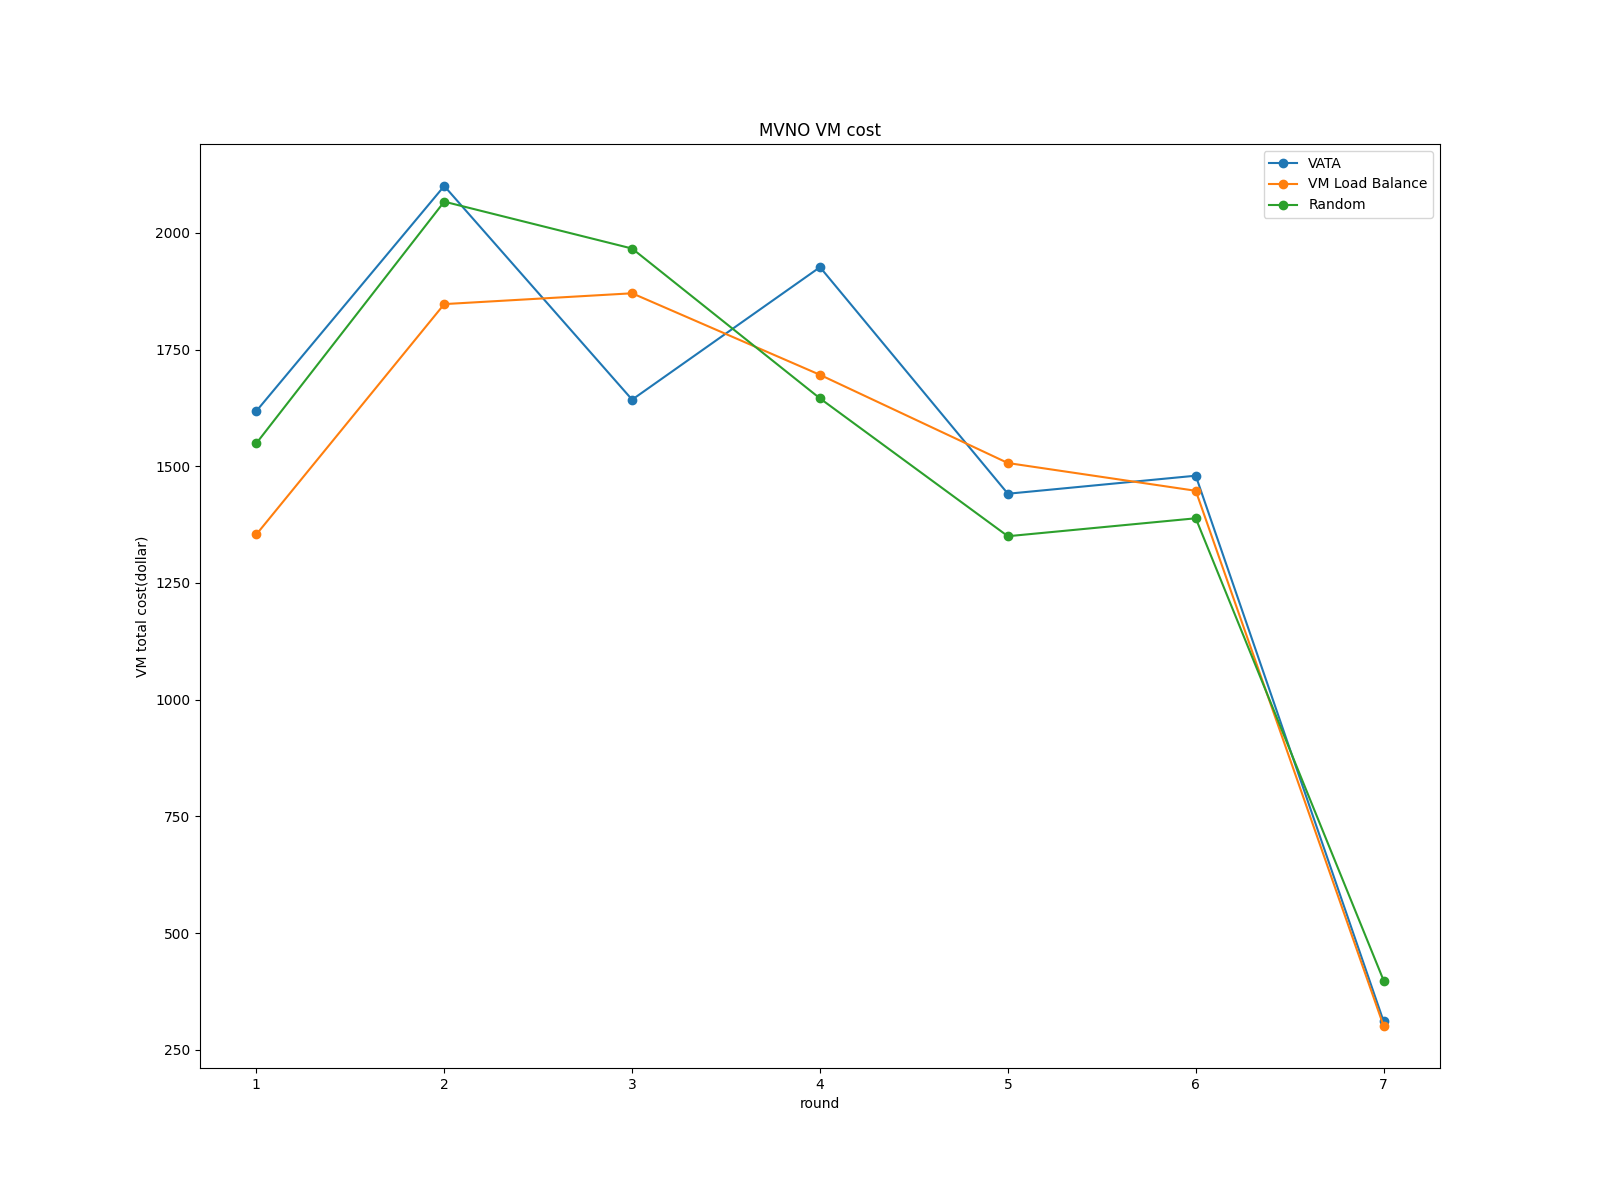 MVNO VM cost
VATA
VM Load Balance
Random
VM total cost(dollar)
2000
1750
1500
1250
1000
750
500
250
1 2 3 4 5 6 7
round